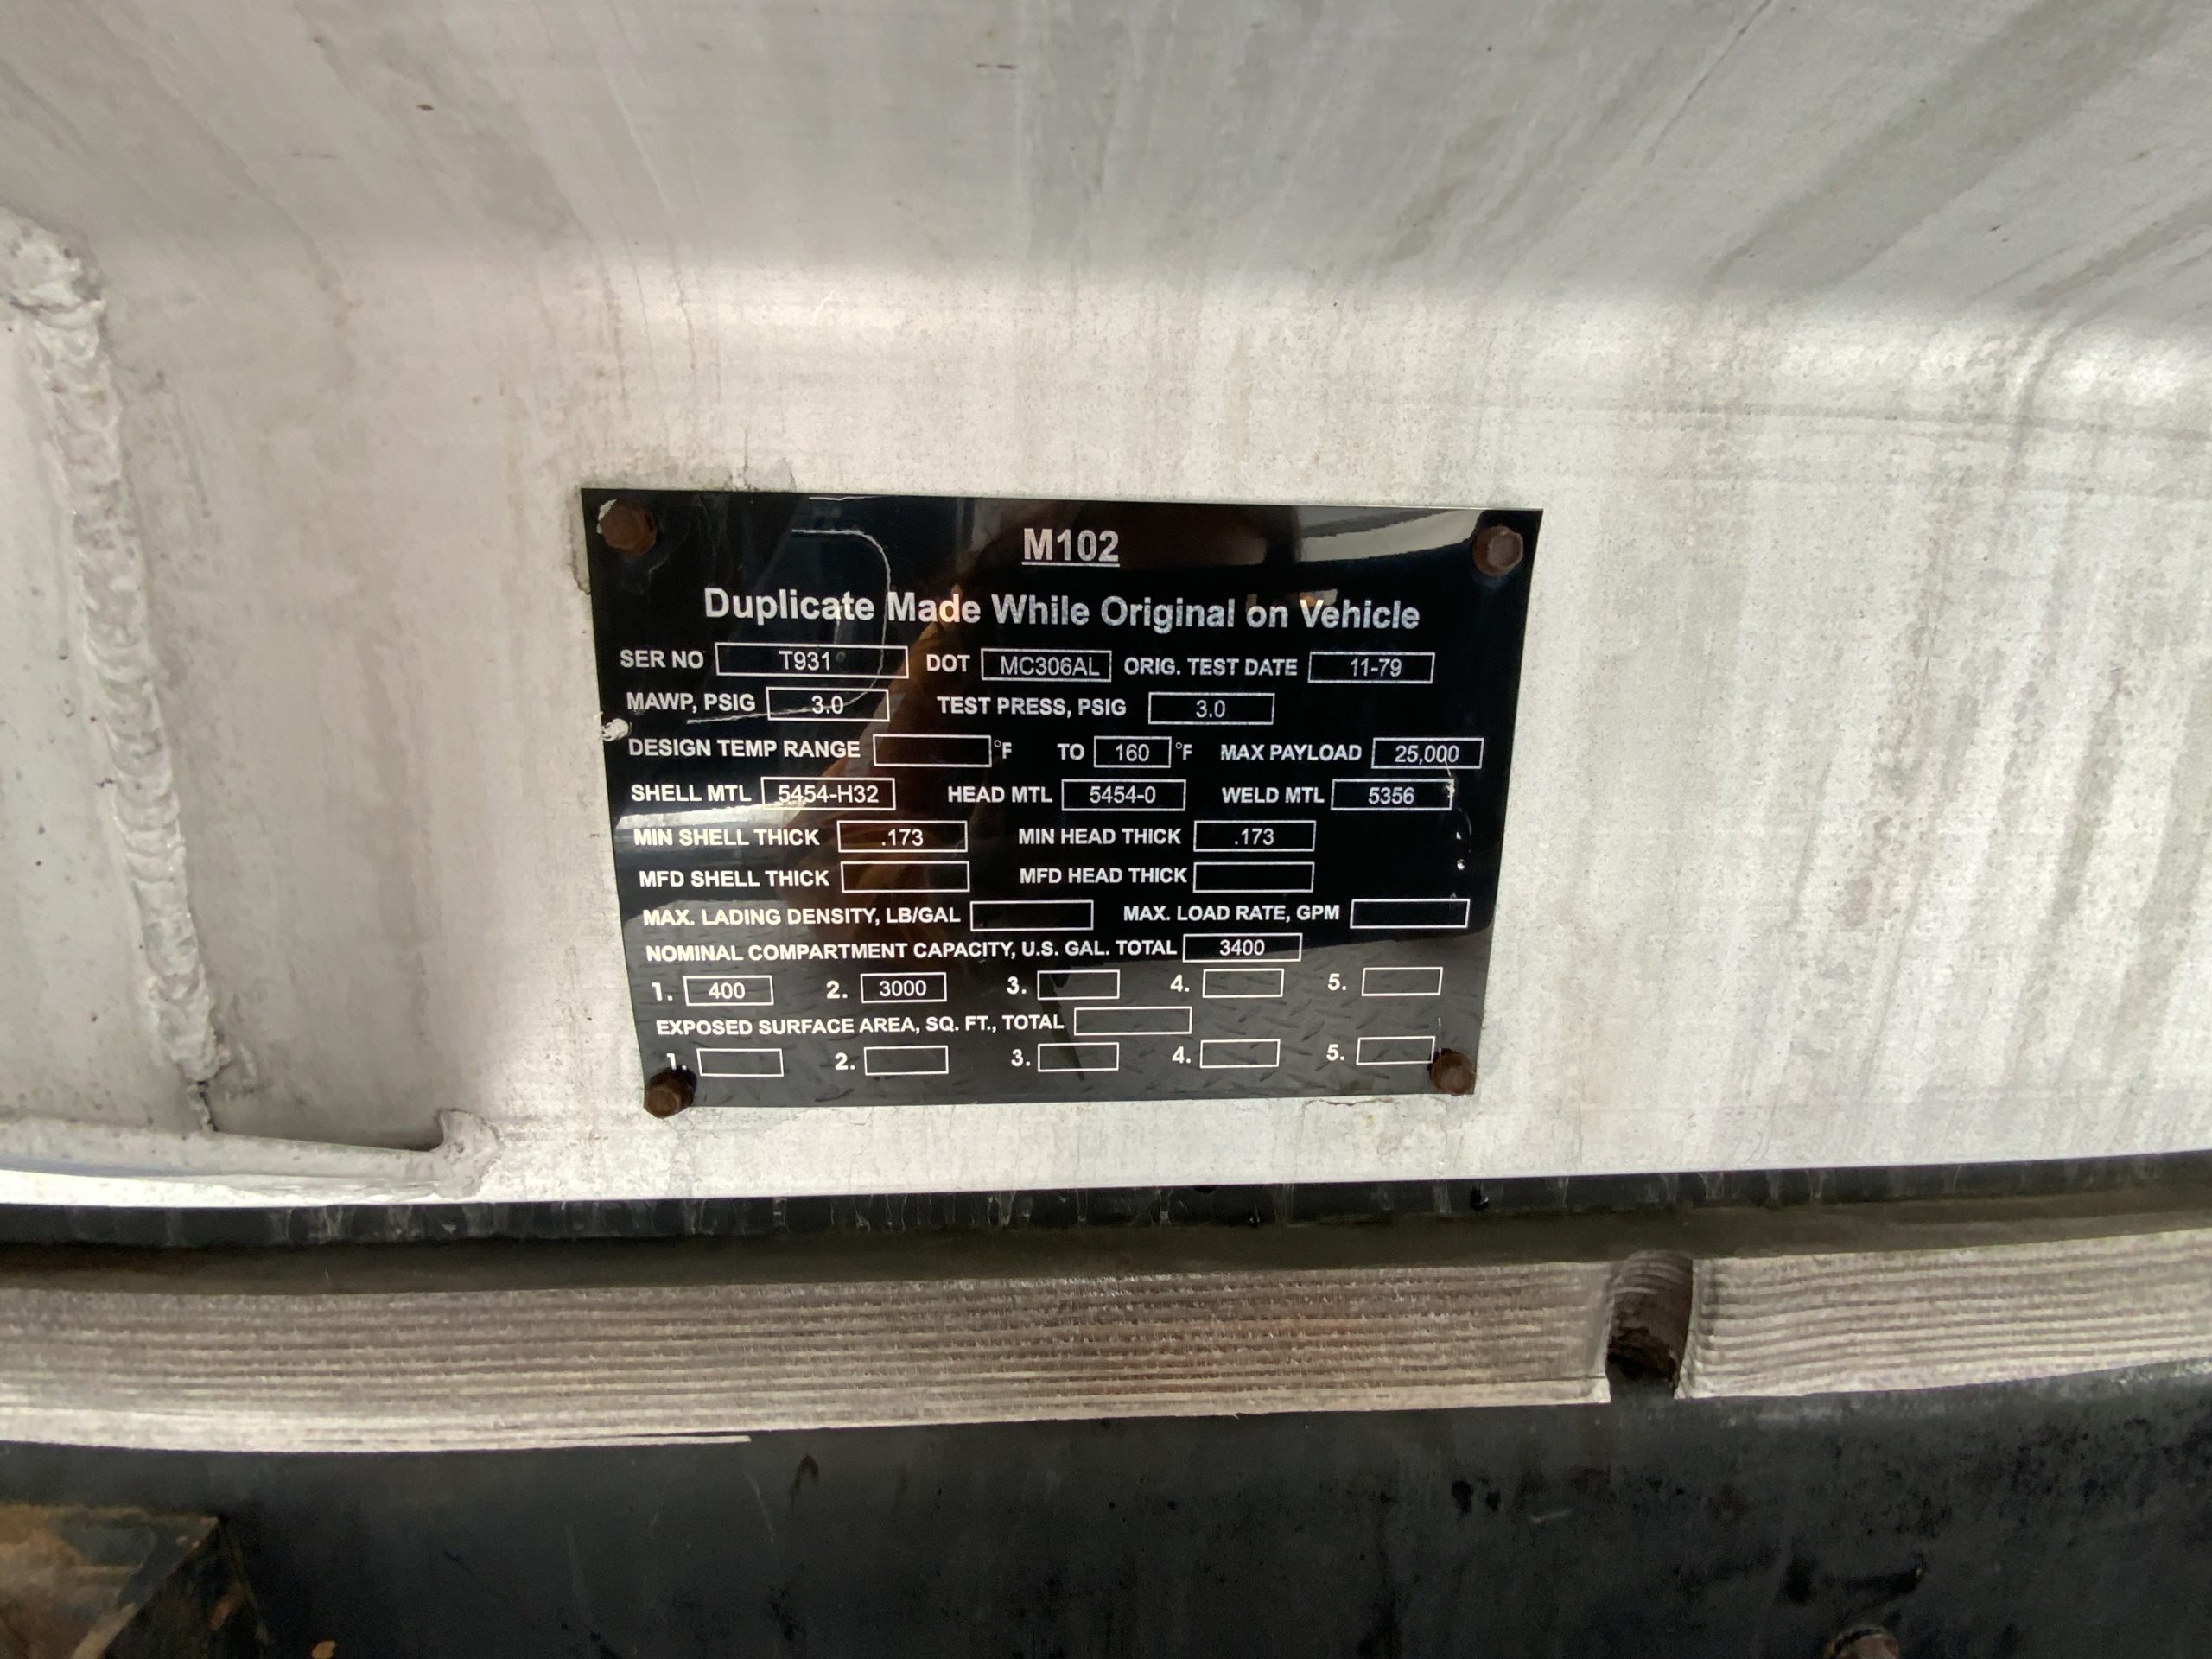 M102
Duplicate Made While Original on Vehicle
SER NO T931 DOT MC306AL ORIG. TEST DATE 11-79
MAWP, PSIG 3.0 TEST PRESS, PSIG 3.0
DESIGN TEMP RANGE °F TO 160 °F MAX PAYLOAD 25,000
SHELL MTL 5454-H32 HEAD MTL 5454-0 WELD MTL 5356
MIN SHELL THICK .173 MIN HEAD THICK .173
MFD SHELL THICK MFD HEAD THICK
MAX. LADING DENSITY, LB/GAL MAX. LOAD RATE, GPM
NOMINAL COMPARTMENT CAPACITY, U.S. GAL. TOTAL 3400
1. 400 2. 3000 3. 4. 5.
EXPOSED SURFACE AREA, SQ. FT., TOTAL
1. 2. 3. 4. 5.